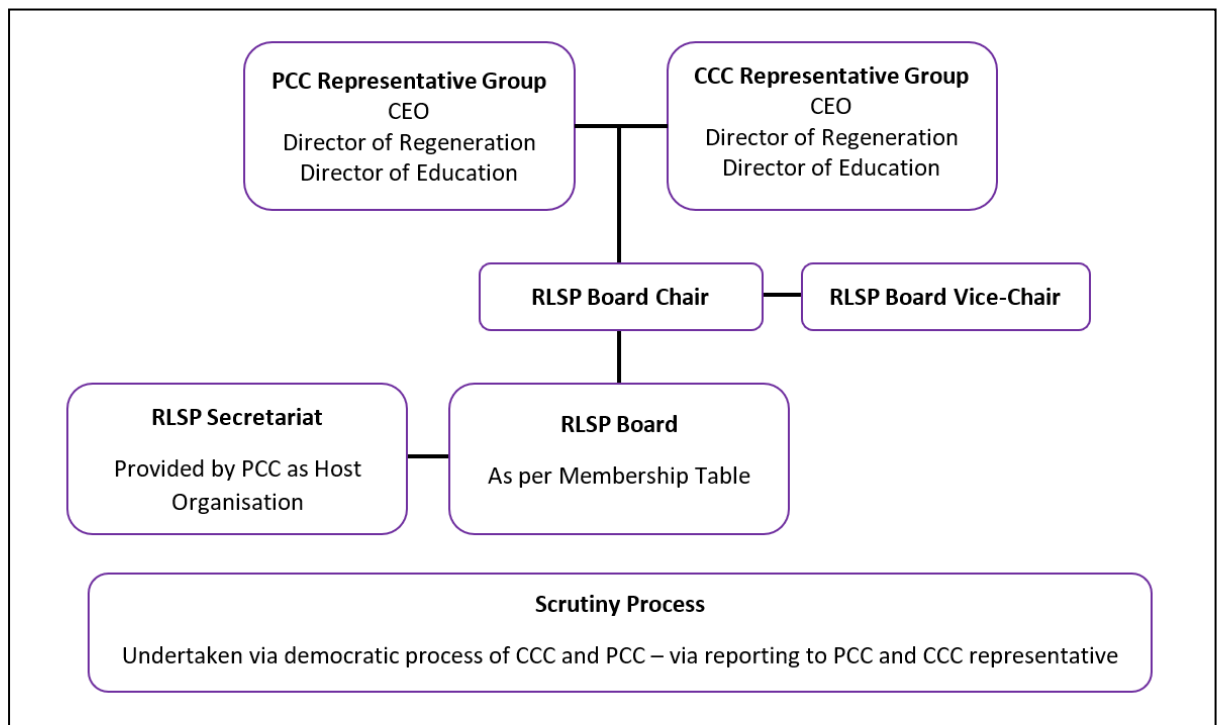 PCC Representative Group
CEO
Director of Regeneration
Director of Education
CCC Representative Group
CEO
Director of Regeneration
Director of Education
RLSP Board Chair
RLSP Board Vice-Chair
RLSP Secretariat
Provided by PCC as Host
Organisation
RLSP Board
As per Membership Table
Scrutiny Process
Undertaken via democratic process of CCC and PCC – via reporting to PCC and CCC representative